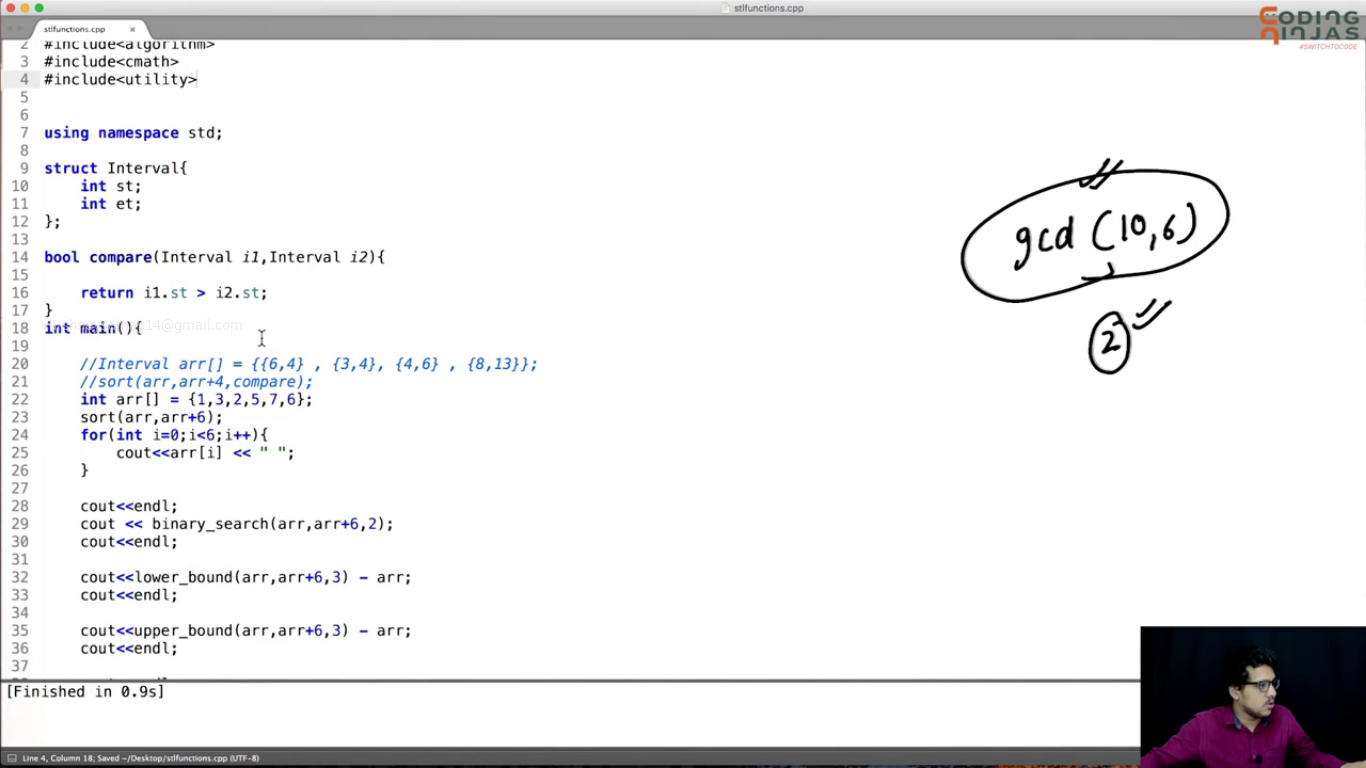 stlfunctions.cpp
stlfunctions.cpp ×
CODING NINJAS
#SWITCHTOCODE
2 #include<algorithm>
3 #include<cmath>
4 #include<utility>
5
6
7 using namespace std;
8
9 struct Interval{
10 int st;
11 int et;
12 };
13
14 bool compare(Interval i1,Interval i2){
15
16 return i1.st > i2.st;
17 }
18 int main(){
14@gmail.com
19
20 //Interval arr[] = {{6,4} , {3,4}, {4,6} , {8,13}};
21 //sort(arr,arr+4,compare);
22 int arr[] = {1,3,2,5,7,6};
23 sort(arr,arr+6);
24 for(int i=0;i<6;i++){
25 cout<<arr[i] << " ";
26 }
27
28 cout<<endl;
29 cout << binary_search(arr,arr+6,2);
30 cout<<endl;
31
32 cout<<lower_bound(arr,arr+6,3) - arr;
33 cout<<endl;
34
35 cout<<upper_bound(arr,arr+6,3) - arr;
36 cout<<endl;
37
gcd (10,6)
2
[Finished in 0.9s]
Line 4, Column 18; Saved ~/Desktop/stlfunctions.cpp (UTF-8)